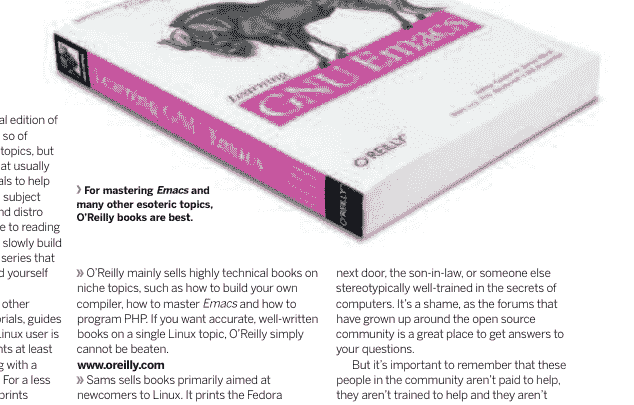 Learning
GNU Emacs
O'REILLY
Learning GNU Emacs
O'REILLY
al edition of
so of
topics, but
at usually
als to help
subject
nd distro
e to reading
slowly build
series that
d yourself
other
rials, guides
inux user is
nts at least
g with a
For a less
prints
› For mastering Emacs and
many other esoteric topics,
O'Reilly books are best.
» O'Reilly mainly sells highly technical books on
niche topics, such as how to build your own
compiler, how to master Emacs and how to
program PHP. If you want accurate, well-written
books on a single Linux topic, O'Reilly simply
cannot be beaten.
www.oreilly.com
» Sams sells books primarily aimed at
newcomers to Linux. It prints the Fedora
next door, the son-in-law, or someone else
stereotypically well-trained in the secrets of
computers. It's a shame, as the forums that
have grown up around the open source
community is a great place to get answers to
your questions.
But it's important to remember that these
people in the community aren't paid to help,
they aren't trained to help and they aren't